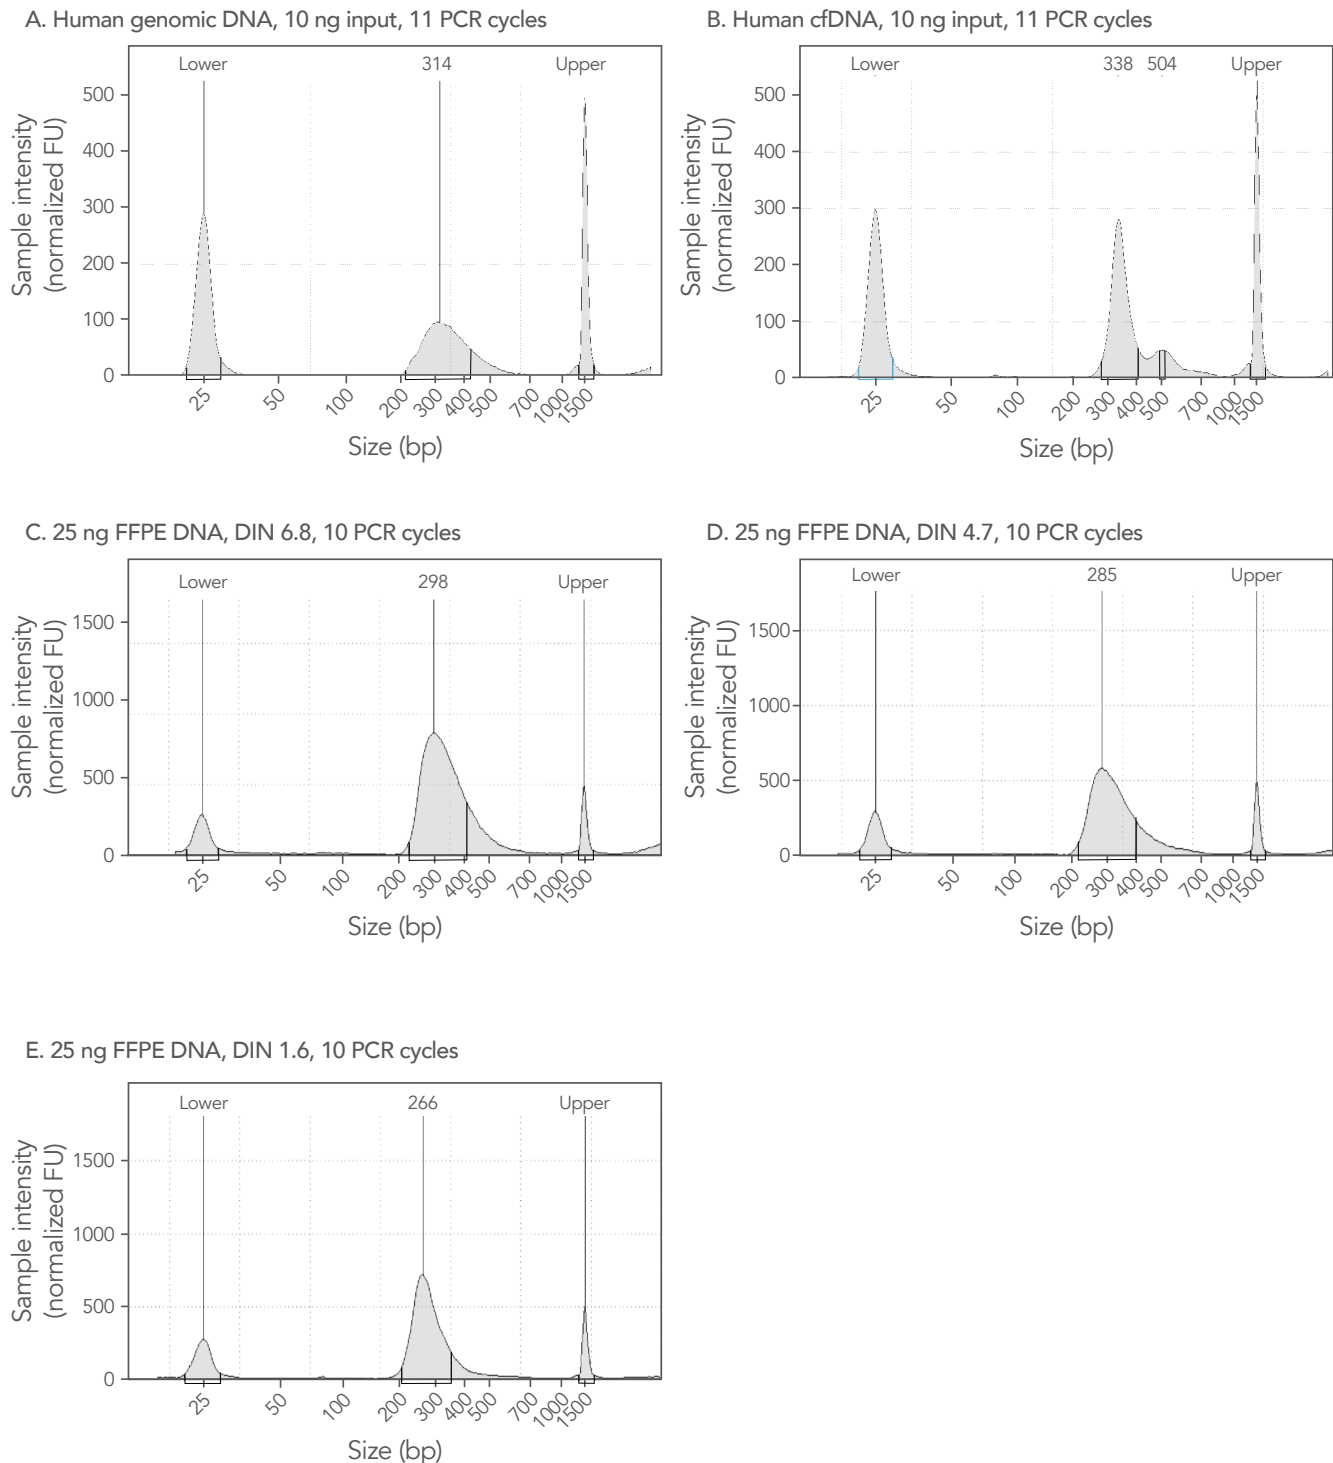 A. Human genomic DNA, 10 ng input, 11 PCR cycles
Lower 314 Upper
Sample intensity
(normalized FU)
500
400
300
200
100
0
25 50 100 200 300 400 500 700 1000 1500
Size (bp)
B. Human cfDNA, 10 ng input, 11 PCR cycles
Lower 338 504 Upper
Sample intensity
(normalized FU)
500
400
300
200
100
0
25 50 100 200 300 400 500 700 1000 1500
Size (bp)
C. 25 ng FFPE DNA, DIN 6.8, 10 PCR cycles
Lower 298 Upper
Sample intensity
(normalized FU)
1500
1000
500
0
25 50 100 200 300 400 500 700 1000 1500
Size (bp)
D. 25 ng FFPE DNA, DIN 4.7, 10 PCR cycles
Lower 285 Upper
Sample intensity
(normalized FU)
1500
1000
500
0
25 50 100 200 300 400 500 700 1000 1500
Size (bp)
E. 25 ng FFPE DNA, DIN 1.6, 10 PCR cycles
Lower 266 Upper
Sample intensity
(normalized FU)
1500
1000
500
0
25 50 100 200 300 400 500 700 1000 1500
Size (bp)